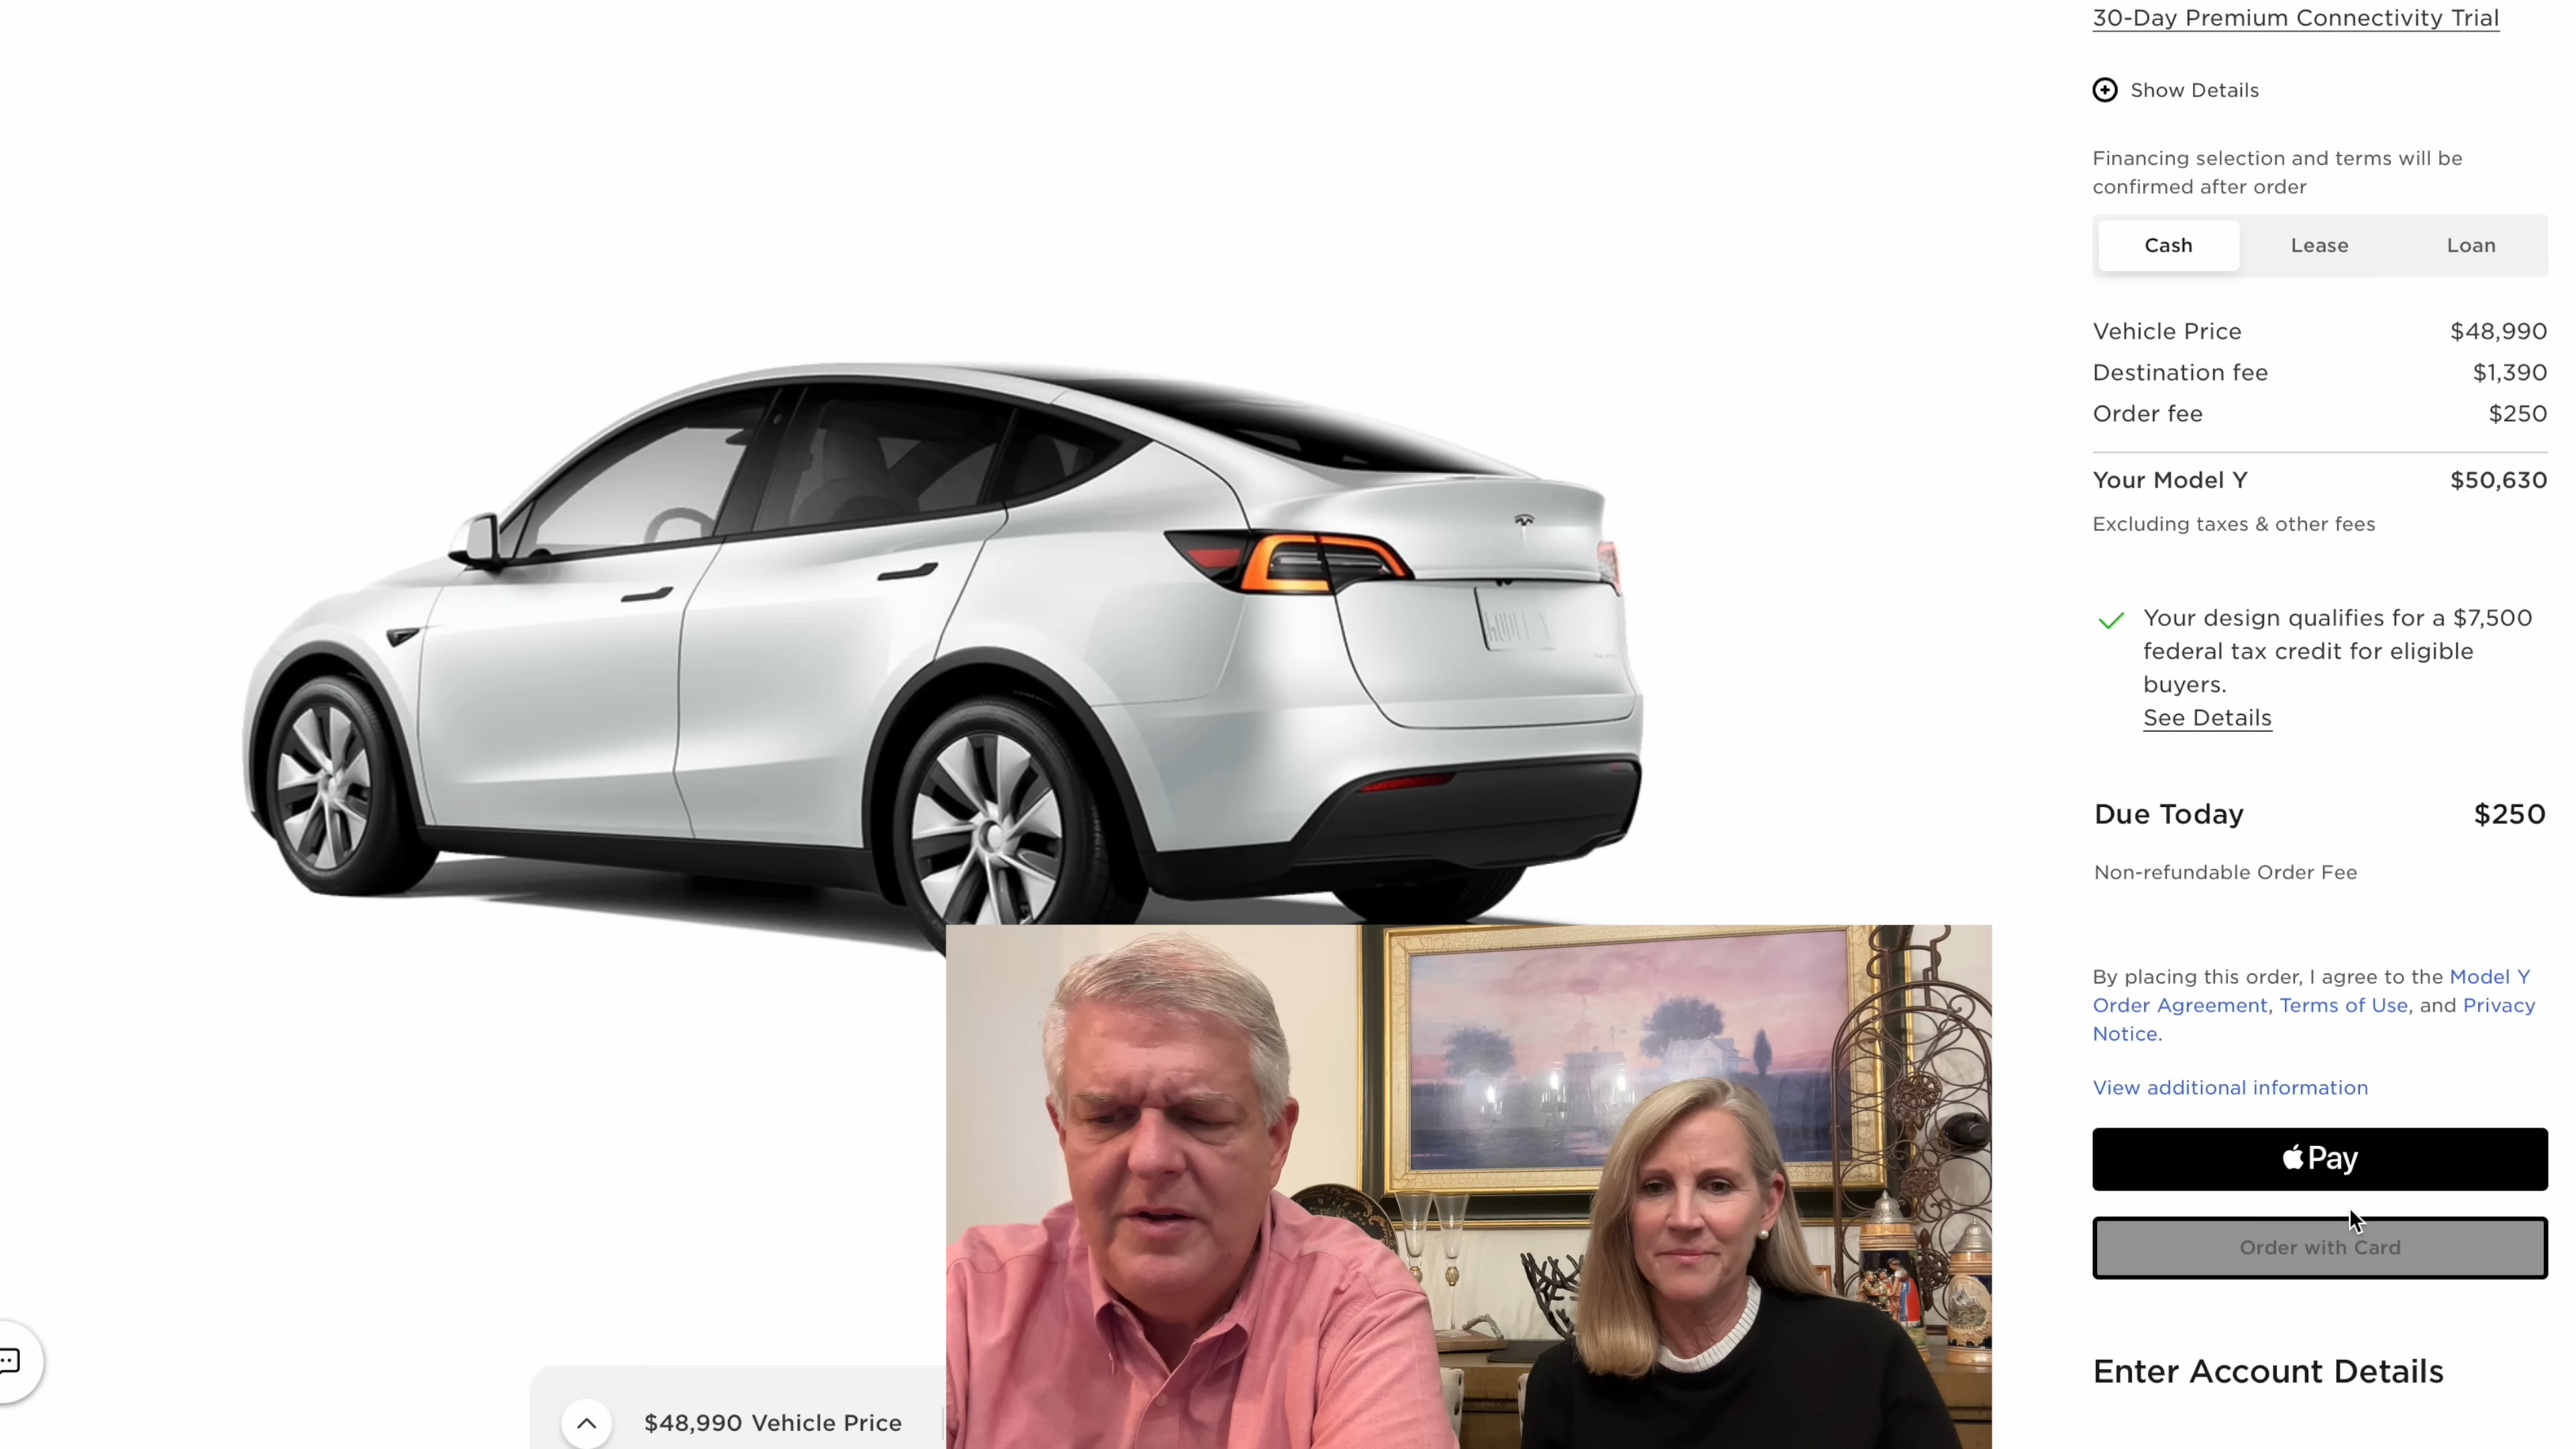 30-Day Premium Connectivity Trial
Show Details
Financing selection and terms will be
confirmed after order
Cash Lease Loan
Vehicle Price $48,990
Destination fee $1,390
Order fee $250
Your Model Y $50,630
Excluding taxes & other fees
Your design qualifies for a $7,500
federal tax credit for eligible
buyers.
See Details
Due Today $250
Non-refundable Order Fee
By placing this order, I agree to the Model Y
Order Agreement, Terms of Use, and Privacy
Notice.
View additional information
Pay
Order with Card
Enter Account Details
$48,990 Vehicle Price